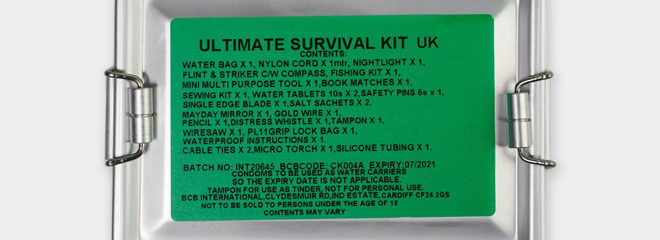 ULTIMATE SURVIVAL KIT UK
CONTENTS:
WATER BAG X 1, NYLON CORD X 1mtr, NIGHTLIGHT X 1,
FLINT & STRIKER C/W COMPASS, FISHING KIT X 1,
MINI MULTI PURPOSE TOOL X 1,BOOK MATCHES X 1,
SEWING KIT X 1, WATER TABLETS 10s X 2,SAFETY PINS 6s x 1,
SINGLE EDGE BLADE X 1,SALT SACHETS X 2,
MAYDAY MIRROR X 1, GOLD WIRE X 1,
PENCIL X 1,DISTRESS WHISTLE X 1,TAMPON X 1,
WIRESAW X 1, PL11GRIP LOCK BAG X 1,
WATERPROOF INSTRUCTIONS X 1.
CABLE TIES X 2,MICRO TORCH X 1,SILICONE TUBING X 1.
BATCH NO: INT20645 BCBCODE: CK004A EXPIRY:07/2021
CONDOMS TO BE USED AS WATER CARRIERS
SO THE EXPIRY DATE IS NOT APPLICABLE.
TAMPON FOR USE AS TINDER, NOT FOR PERSONAL USE.
BCB INTERNATIONAL,CLYDESMUIR RD,IND ESTATE, CARDIFF CF24 2QS
NOT TO BE SOLD TO PERSONS UNDER THE AGE OF 18
CONTENTS MAY VARY